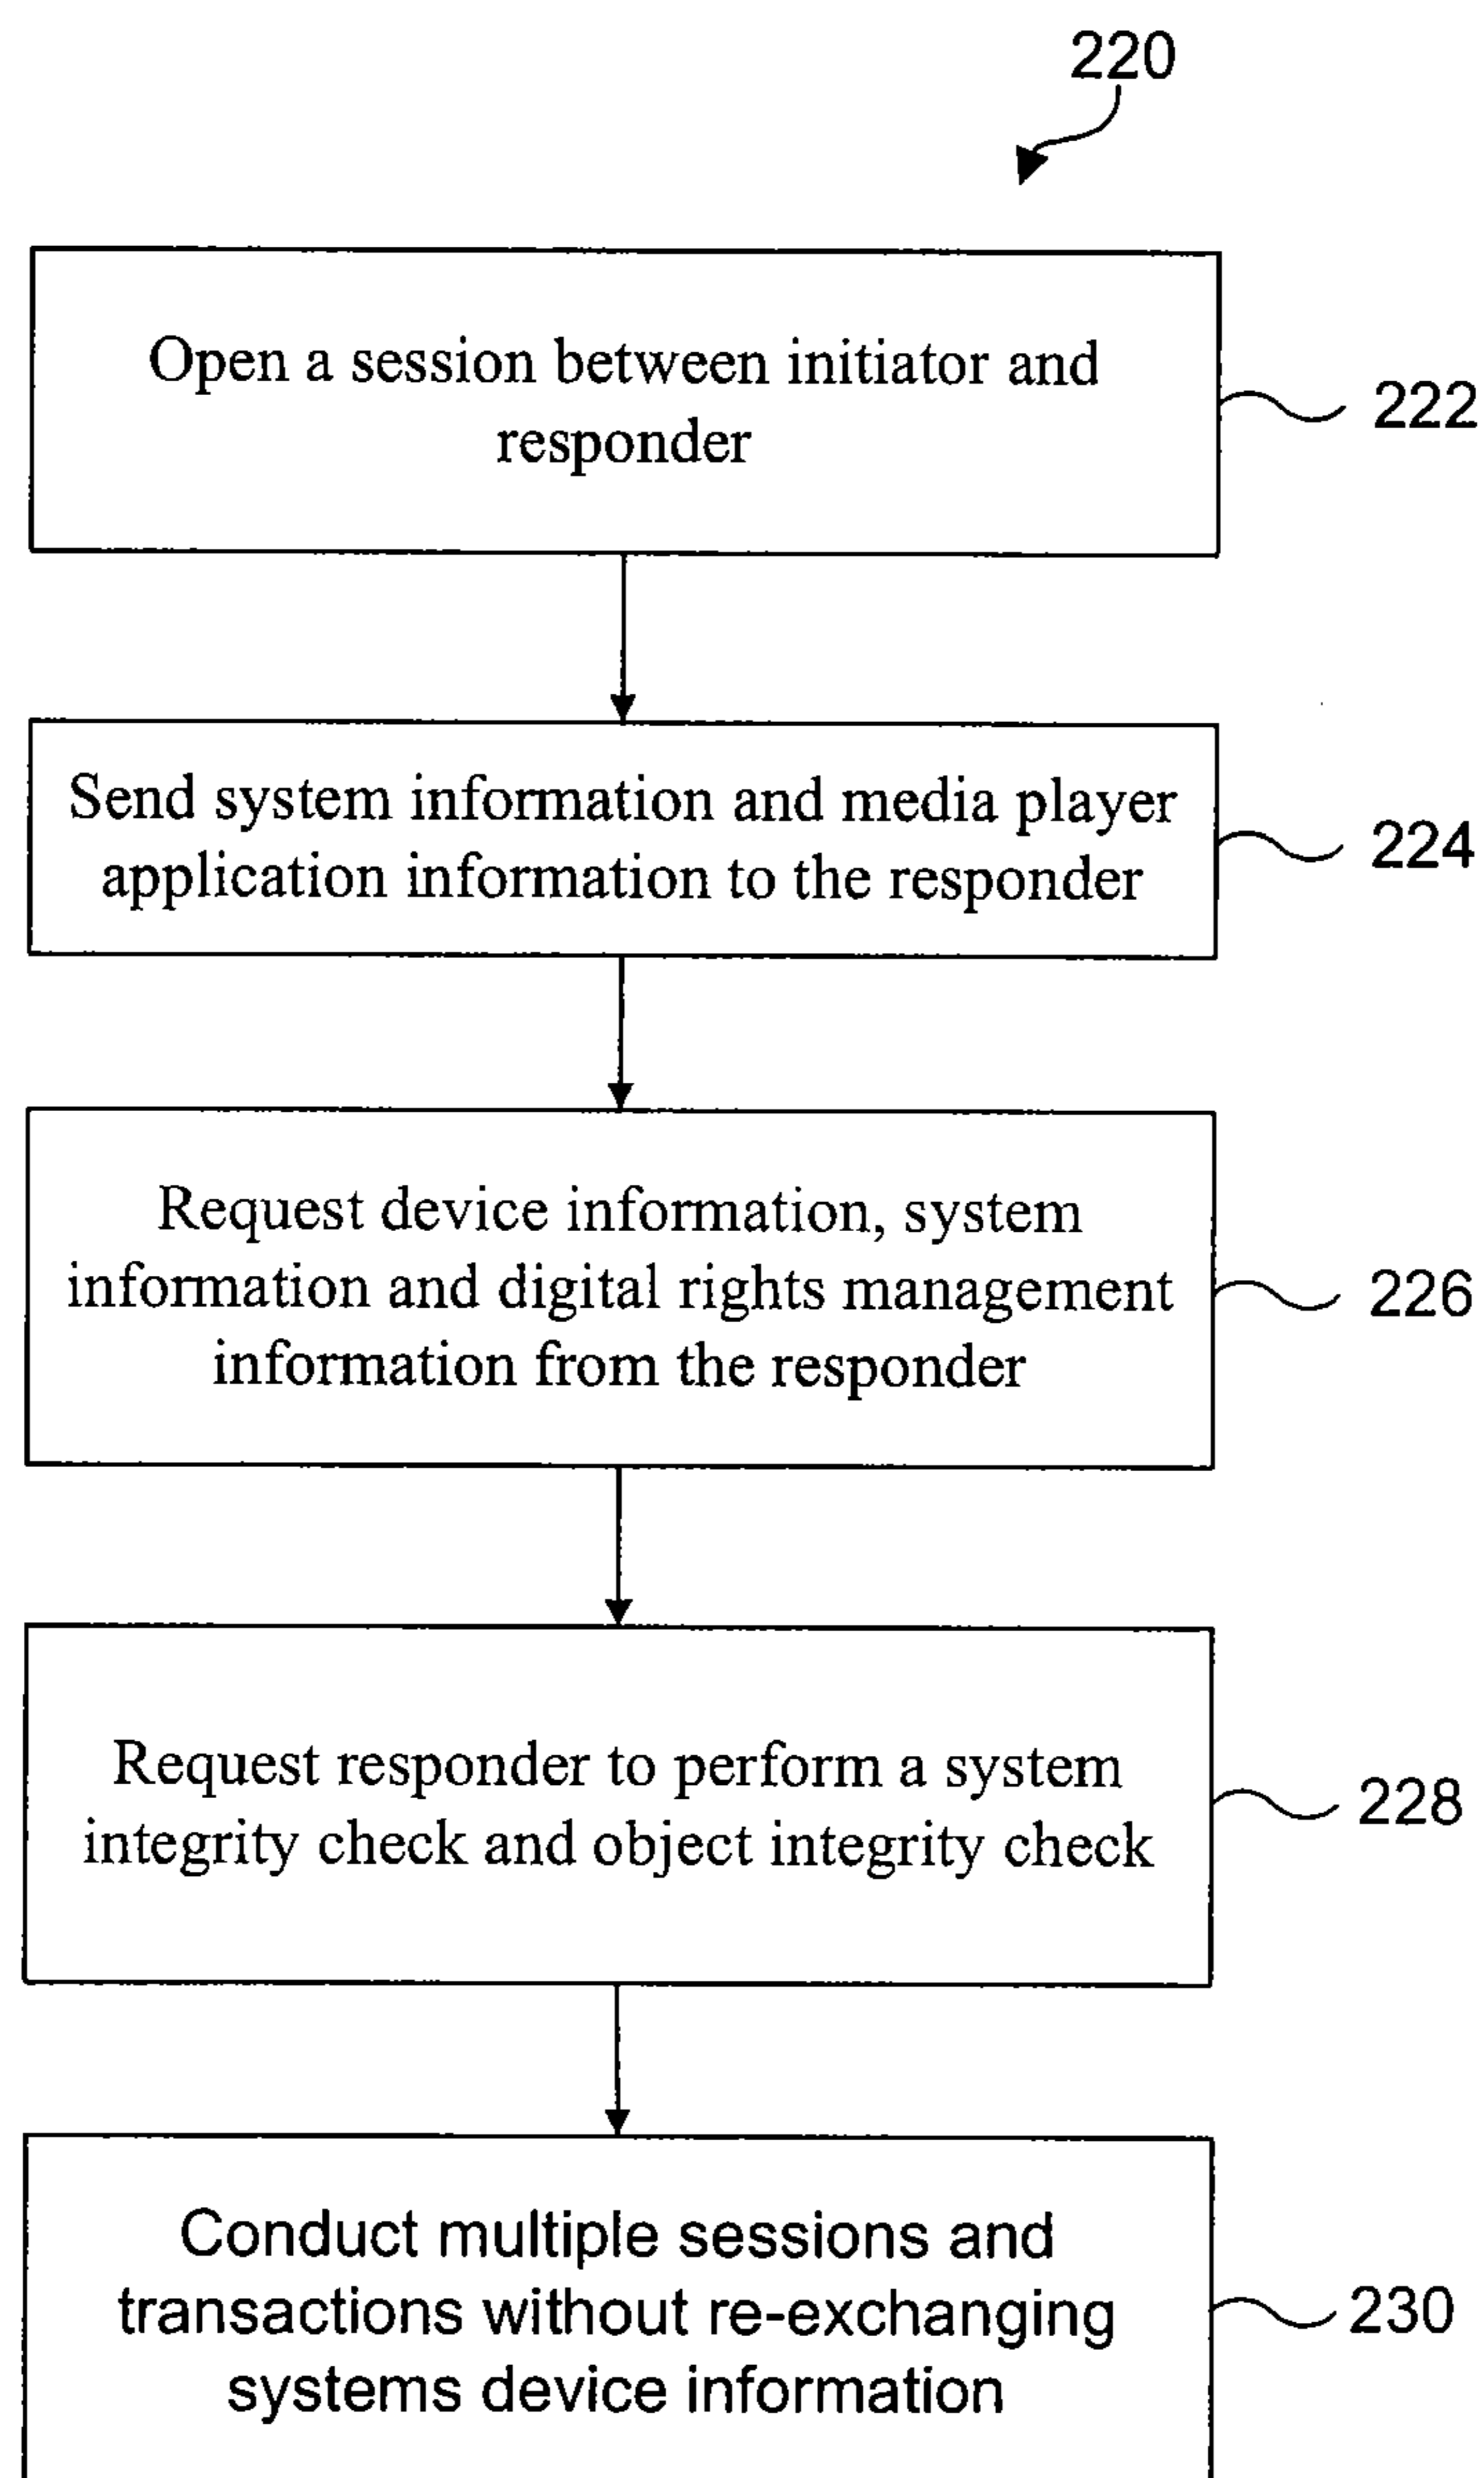 220
Open a session between initiator and
responder
222
Send system information and media player
application information to the responder
224
Request device information, system
information and digital rights management
information from the responder
226
Request responder to perform a system
integrity check and object integrity check
228
Conduct multiple sessions and
transactions without re-exchanging
systems device information
230